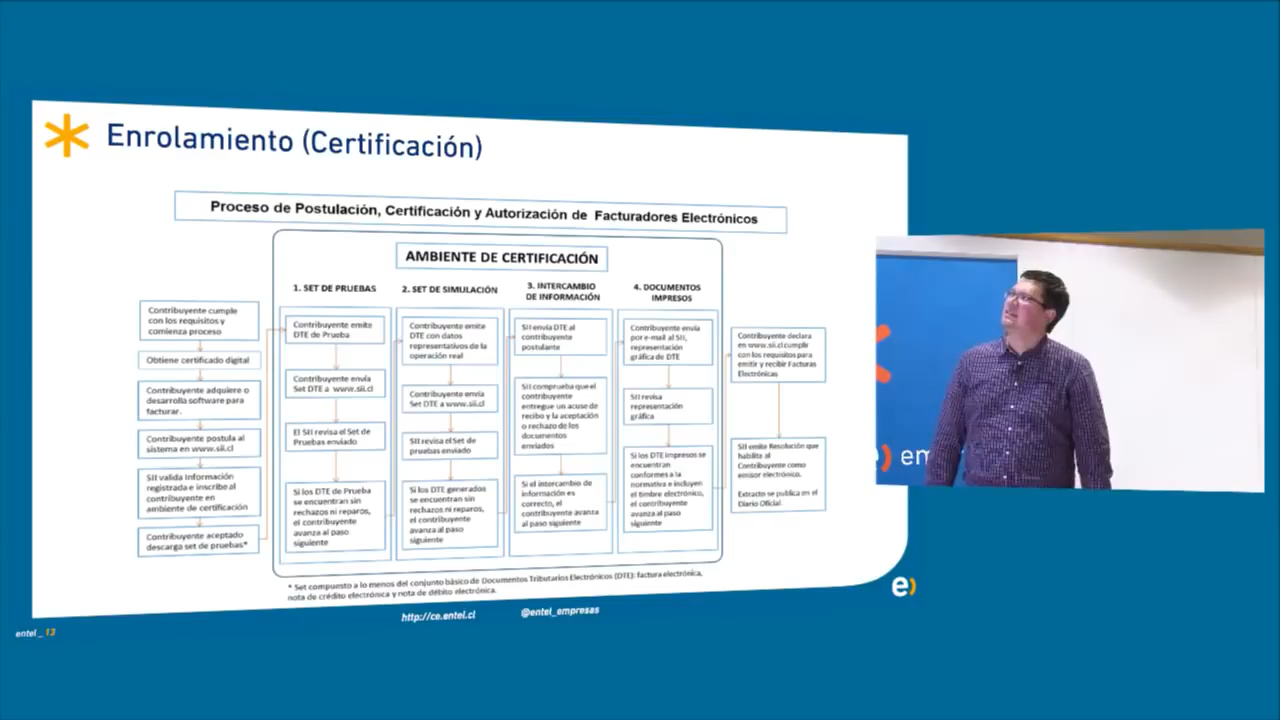 Enrolamiento (Certificación)
Proceso de Postulación, Certificación y Autorización de Facturadores Electrónicos
AMBIENTE DE CERTIFICACIÓN
Contribuyente cumple
con los requisitos y
comienza proceso
Obtiene certificado digital
Contribuyente adquiere o
desarrolla software para
facturar.
Contribuyente postula al
sistema en www.sii.cl
SII valida Información
registrada e inscribe al
contribuyente en
ambiente de certificación
Contribuyente aceptado
descarga set de pruebas*
1. SET DE PRUEBAS
Contribuyente emite
DTE de Prueba
Contribuyente envía
Set DTE a www.sii.cl
El SII revisa el Set de
Pruebas enviado
Si los DTE de Prueba
se encuentran sin
rechazos ni reparos,
el contribuyente
avanza al paso
siguiente
2. SET DE SIMULACIÓN
Contribuyente emite
DTE con datos
representativos de la
operación real
Contribuyente envía
Set DTE a www.sii.cl
SII revisa el Set de
pruebas enviado
Si los DTE generados
se encuentran sin
rechazos ni reparos,
el contribuyente
avanza al paso
siguiente
3. INTERCAMBIO
DE INFORMACIÓN
SII envía DTE al
contribuyente
postulante
SII comprueba que el
contribuyente
entregue un acuse de
recibo y la aceptación
o rechazo de los
documentos
enviados
Si el intercambio de
información es
correcto, el
contribuyente avanza
al paso siguiente
4. DOCUMENTOS
IMPRESOS
Contribuyente envía
por e-mail al SII,
representación
gráfica de DTE
SII revisa
representación
gráfica
Si los DTE impresos se
encuentran
conformes a la
normativa e incluyen
el timbre electrónico,
el contribuyente
avanza al paso
siguiente
Contribuyente declara
en www.sii.cl cumplir
con los requisitos para
emitir y recibir Facturas
Electrónicas
SII emite Resolución que
habilita al
Contribuyente como
emisor electrónico.
Extracto se publica en el
Diario Oficial.
* Set compuesto a lo menos del conjunto básico de Documentos Tributarios Electrónicos (DTE): factura electrónica,
nota de crédito electrónica y nota de débito electrónica.
http://ce.entel.cl @entel_empresas
e)
entel _ 13
) em